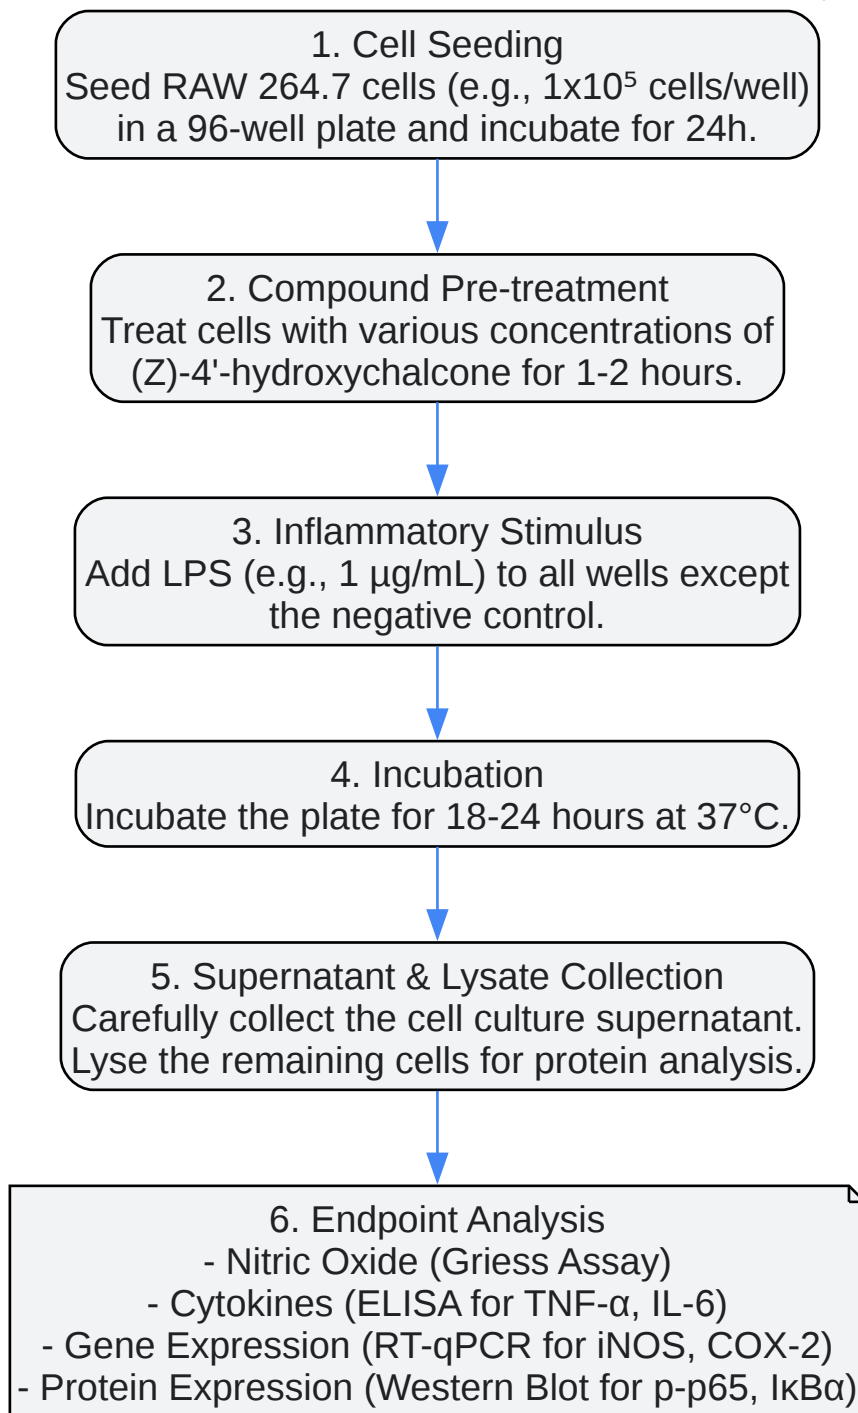 1. Cell Seeding
Seed RAW 264.7 cells (e.g., 1x10⁵ cells/well)
in a 96-well plate and incubate for 24h.
2. Compound Pre-treatment
Treat cells with various concentrations of
(Z)-4'-hydroxychalcone for 1-2 hours.
3. Inflammatory Stimulus
Add LPS (e.g., 1 µg/mL) to all wells except
the negative control.
4. Incubation
Incubate the plate for 18-24 hours at 37°C.
5. Supernatant & Lysate Collection
Carefully collect the cell culture supernatant.
Lyse the remaining cells for protein analysis.
6. Endpoint Analysis
- Nitric Oxide (Griess Assay)
- Cytokines (ELISA for TNF-α, IL-6)
- Gene Expression (RT-qPCR for iNOS, COX-2)
- Protein Expression (Western Blot for p-p65, IκBα)